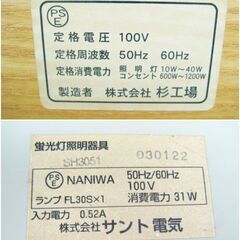 PS
E
定格電圧 100V
定格周波数 50Hz 60Hz
定格消費電力 照明灯 10W～40W
コンセント 600W～1200W
製造者 株式会社 杉工場
蛍光灯照明器具
SH3051 030122
PS
E
NANIWA 50Hz/60Hz
100V
ランプ FL30S×1 消費電力 31W
入力電力 0.52A
株式会社 サント電気